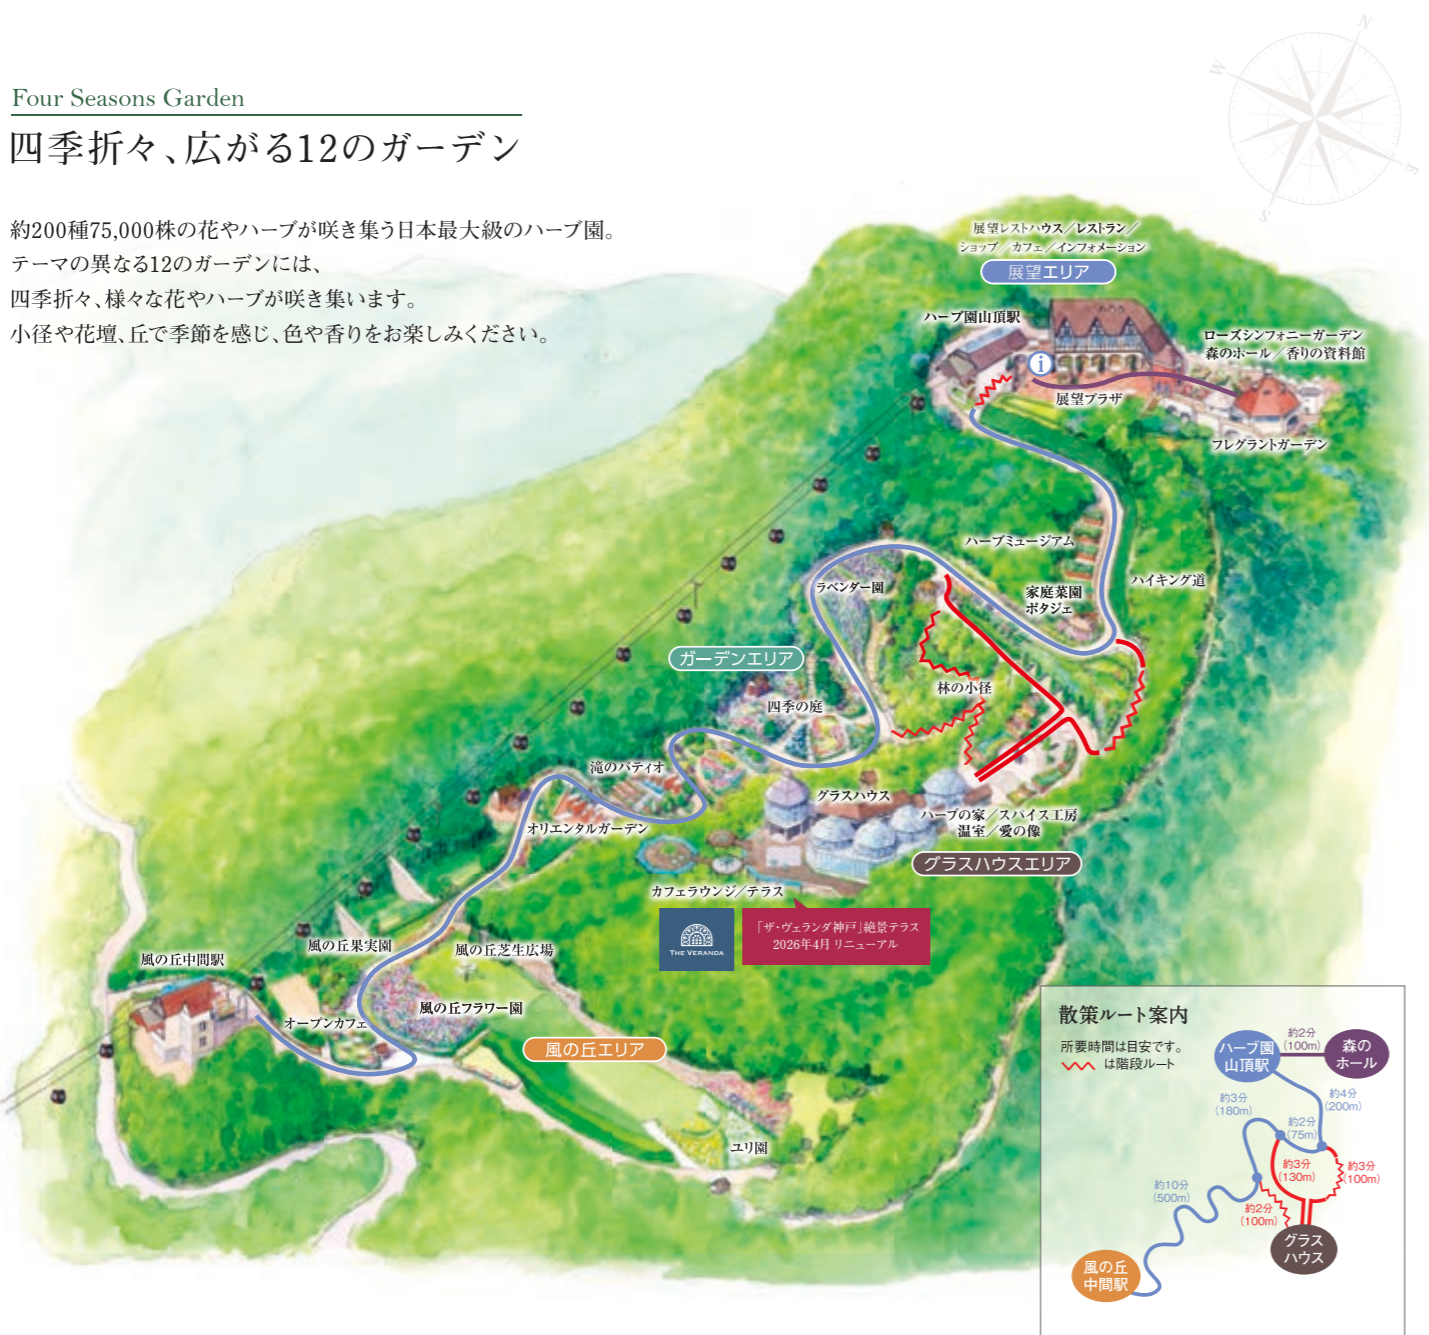 Four Seasons Garden
四季折々、広がる12のガーデン
約200種75,000株の花やハーブが咲き集う日本最大級のハーブ園。
テーマの異なる12のガーデンには、
四季折々、様々な花やハーブが咲き集います。
小径や花壇、丘で季節を感じ、色や香りをお楽しみください。
N
W
E
S
展望レストハウス／レストラン／
ショップ／カフェ／インフォメーション
展望エリア
ハーブ園山頂駅
i
展望プラザ
ローズシンフォニーガーデン
森のホール／香りの資料館
フレグラントガーデン
ハーブミュージアム
ハイキング道
家庭菜園
ポタジェ
ラベンダー園
ガーデンエリア
林の小径
四季の庭
滝のパティオ
オリエンタルガーデン
グラスハウス
ハーブの家／スパイス工房
温室／愛の像
グラスハウスエリア
カフェラウンジ／テラス
THE VERANDA
「ザ・ヴェランダ神戸」絶景テラス
2026年4月 リニューアル
風の丘果実園
風の丘芝生広場
風の丘中間駅
オープンカフェ
風の丘フラワー園
風の丘エリア
ユリ園
散策ルート案内
所要時間は目安です。
は階段ルート
ハーブ園
山頂駅
約2分
(100m)
森の
ホール
約4分
(200m)
約3分
(180m)
約2分
(75m)
約3分
(130m)
約3分
(100m)
約10分
(500m)
約2分
(100m)
グラス
ハウス
風の丘
中間駅